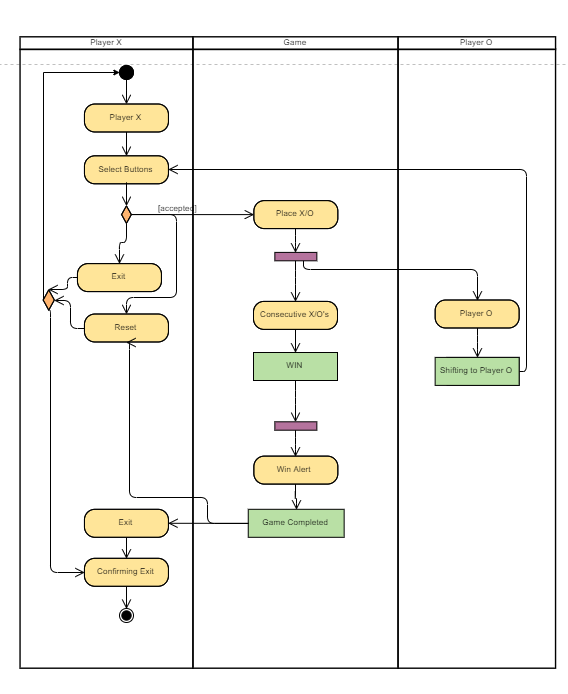 Player X
Game
Player O
Player X
Select Buttons
[accepted]
Place X/O
Exit
Consecutive X/O's
Player O
Reset
WIN
Shifting to Player O
Win Alert
Exit
Game Completed
Confirming Exit